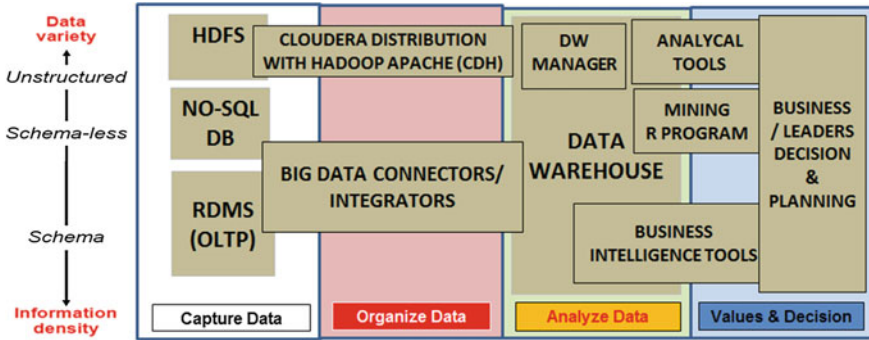 Data
variety
Unstructured
Schema-less
Schema
Information
density
HDFS
NO-SQL
DB
RDMS
(OLTP)
Capture Data
CLOUDERA DISTRIBUTION
WITH HADOOP APACHE (CDH)
BIG DATA CONNECTORS/
INTEGRATORS
Organize Data
DW
MANAGER
DATA
WAREHOUSE
Analyze Data
ANALYCAL
TOOLS
MINING
R PROGRAM
BUSINESS
INTELLIGENCE TOOLS
BUSINESS
/ LEADERS
DECISION
&
PLANNING
Values & Decision